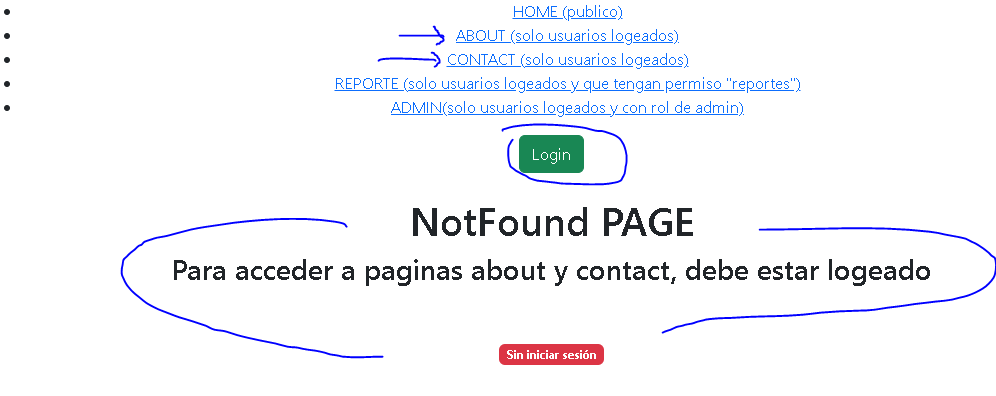 HOME (publico)
ABOUT (solo usuarios logeados)
CONTACT (solo usuarios logeados)
REPORTE (solo usuarios logeados y que tengan permiso "reportes")
ADMIN(solo usuarios logeados y con rol de admin)
Login
NotFound PAGE
Para acceder a paginas about y contact, debe estar logeado
Sin iniciar sesión